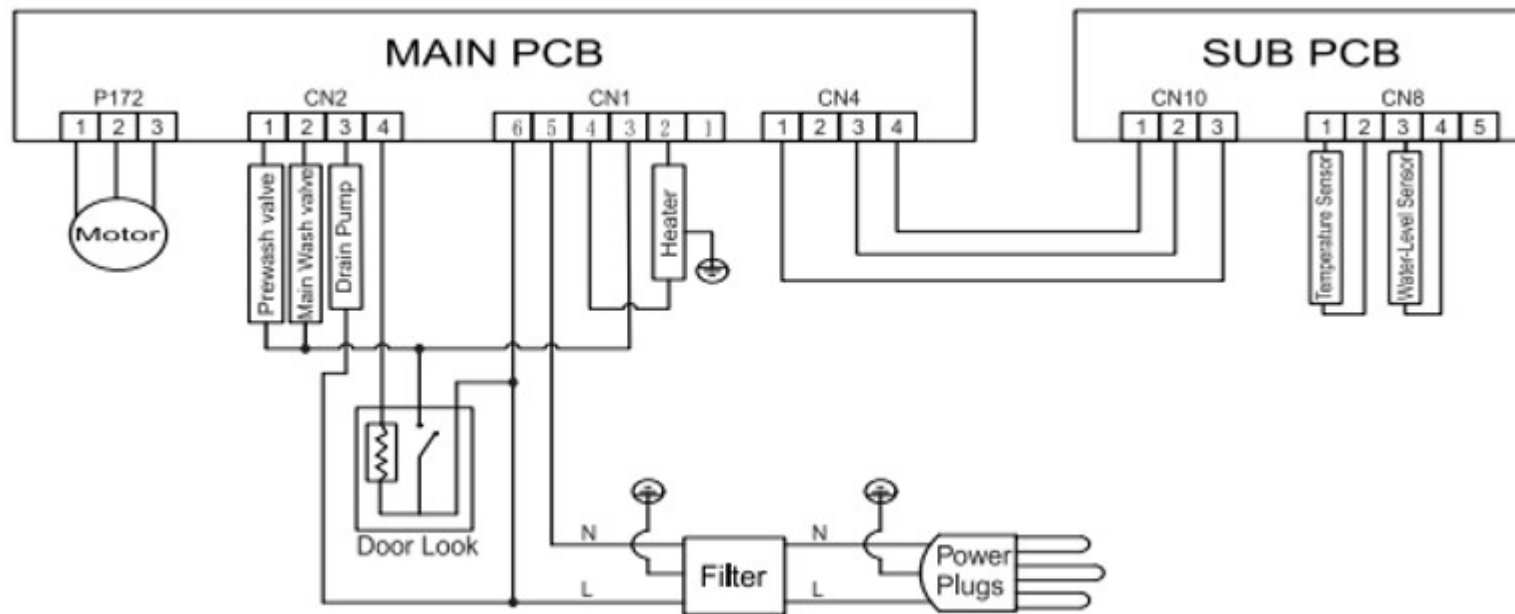 MAIN PCB
SUB PCB
P172
CN2
CN1
CN4
CN10
CN8
1 2 3
1 2 3 4
6 5 4 3 2 1
1 2 3 4
1 2 3
1 2 3 4 5
Motor
Prewash valve
Main Wash valve
Drain Pump
Heater
Temperature Sensor
Water-Level Sensor
Door Look
N
N
L
L
Filter
Power
Plugs